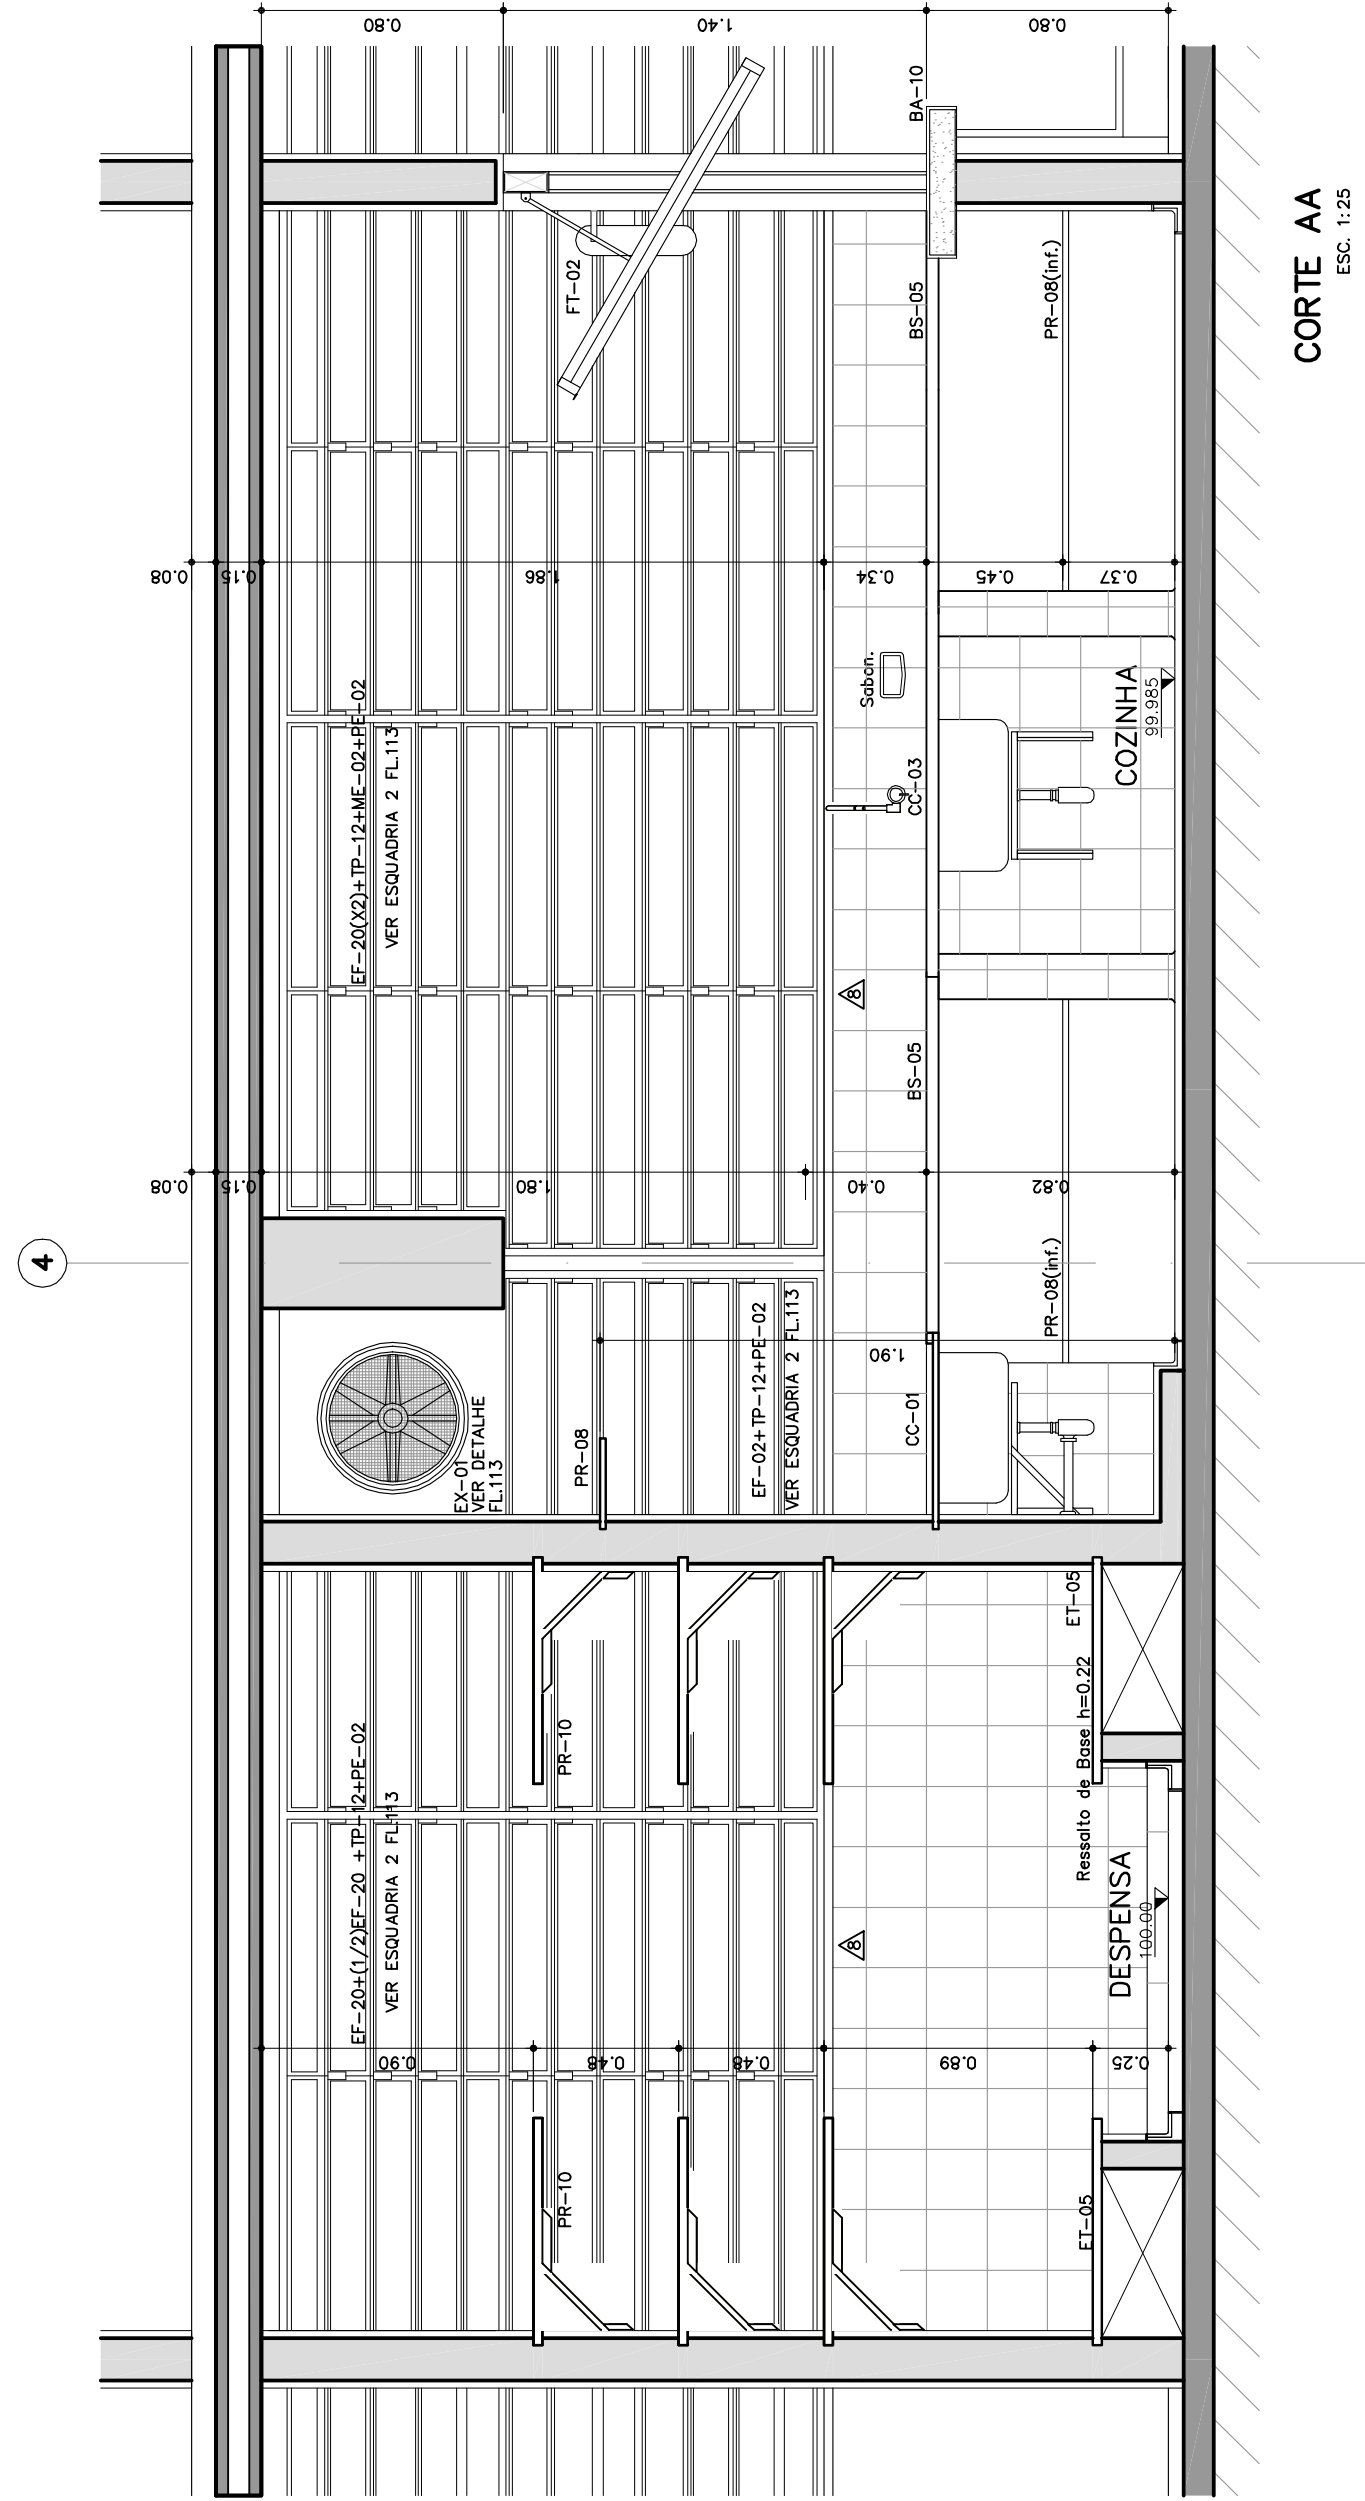 4
0.08
0.15
1.80
0.40
0.82
0.08
0.15
1.86
0.34
0.45
0.37
0.80
1.40
0.80
0.90
0.48
0.48
0.89
0.25
1.90
EF-20+(1/2)EF-20 +TP-12+PE-02
VER ESQUADRIA 2 FL.113
EX-01
VER DETALHE
FL.113
EF-20(X2)+TP-12+ME-02+PE-02
VER ESQUADRIA 2 FL.113
PR-10
PR-10
PR-08
FT-02
EF-02+TP-12+PE-02
VER ESQUADRIA 2 FL.113
8
8
Sabon.
CC-01
BS-05
CC-03
BS-05
BA-10
PR-08(inf.)
PR-08(inf.)
ET-05
ET-05
Ressalto de Base h=0.22
DESPENSA
100.00
COZINHA
99.985
CORTE AA
ESC. 1:25